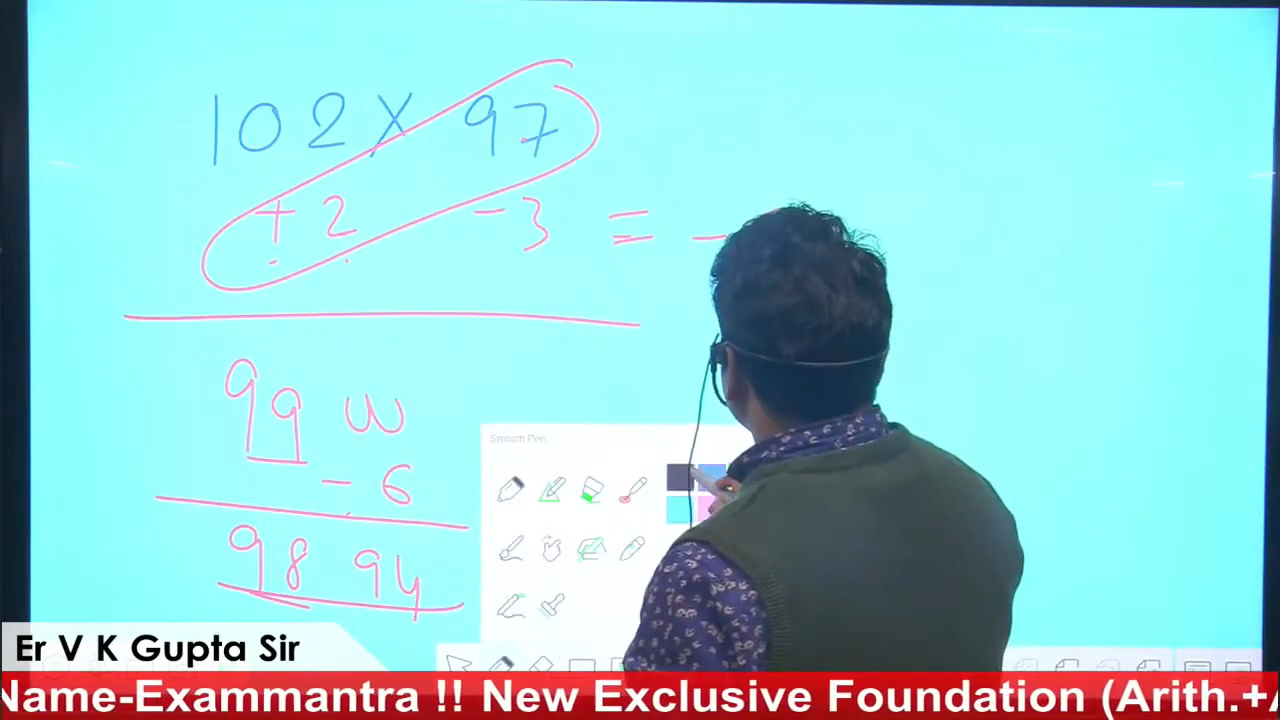 102 × 97
+2 -3 = -
99 00
- 6
98 94
Smooth Pen
Er V K Gupta Sir
Name-Exammantra !! New Exclusive Foundation (Arith.+A